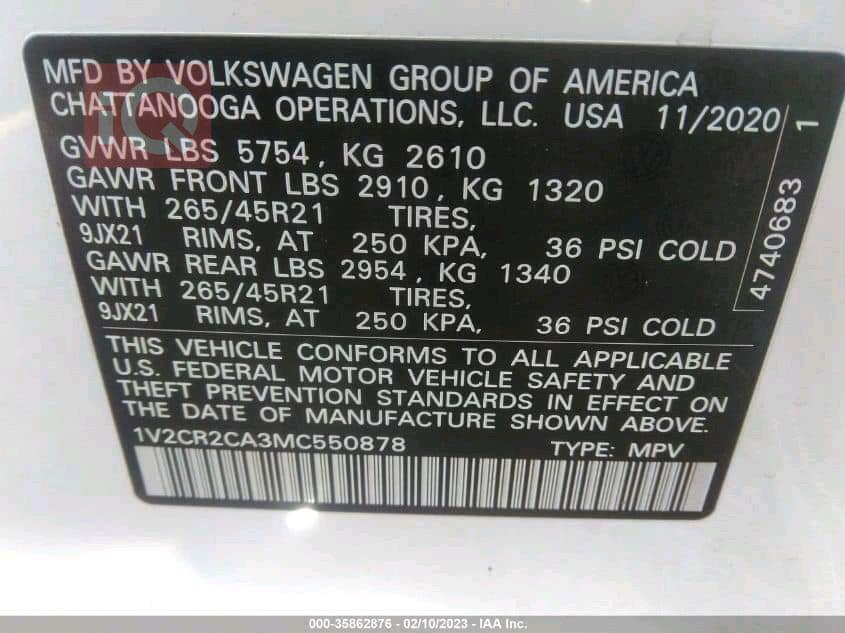 MFD BY VOLKSWAGEN GROUP OF AMERICA
CHATTANOOGA OPERATIONS, LLC. USA 11/2020
GVWR LBS 5754, KG 2610
GAWR FRONT LBS 2910, KG 1320
WITH 265/45R21 TIRES,
9JX21 RIMS, AT 250 KPA, 36 PSI COLD
GAWR REAR LBS 2954, KG 1340
WITH 265/45R21 TIRES,
9JX21 RIMS, AT 250 KPA, 36 PSI COLD
THIS VEHICLE CONFORMS TO ALL APPLICABLE
U.S. FEDERAL MOTOR VEHICLE SAFETY AND
THEFT PREVENTION STANDARDS IN EFFECT ON
THE DATE OF MANUFACTURE SHOWN ABOVE.
1V2CR2CA3MC550878 TYPE: MPV
4740683 1
IQ
000-35862876 - 02/10/2023 - IAA Inc.